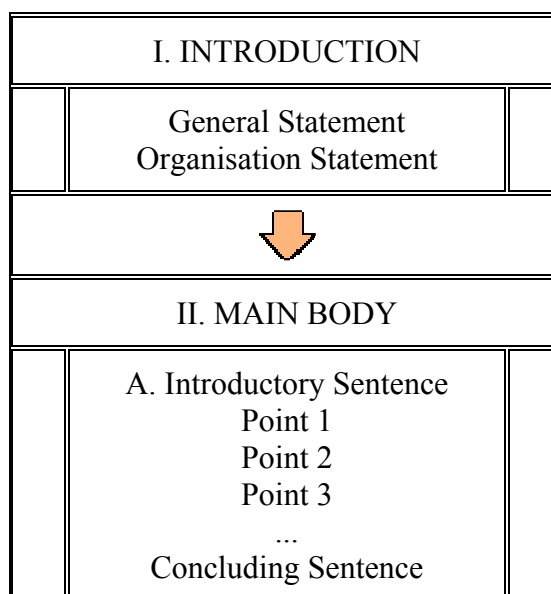 I. INTRODUCTION
General Statement
Organisation Statement
II. MAIN BODY
A. Introductory Sentence
Point 1
Point 2
Point 3
...
Concluding Sentence